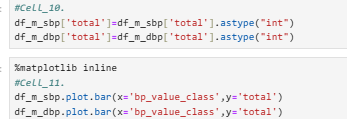 #Cell_10.
df_m_sbp['total']=df_m_sbp['total'].astype("int")
df_m_dbp['total']=df_m_dbp['total'].astype("int")
%matplotlib inline
#Cell_11.
df_m_sbp.plot.bar(x='bp_value_class',y='total')
df_m_dbp.plot.bar(x='bp_value_class',y='total')